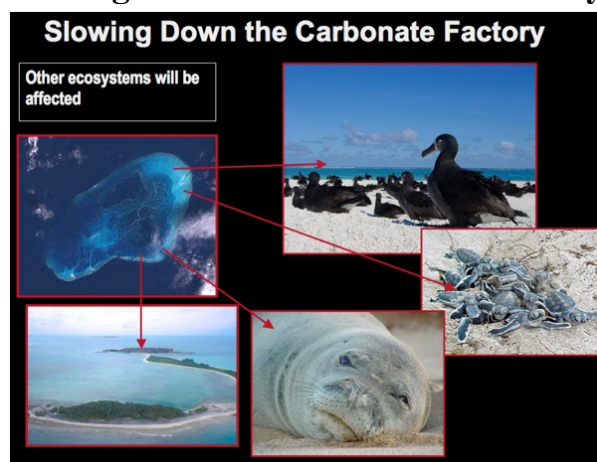 Slowing Down the Carbonate Factory
Other ecosystems will be
affected